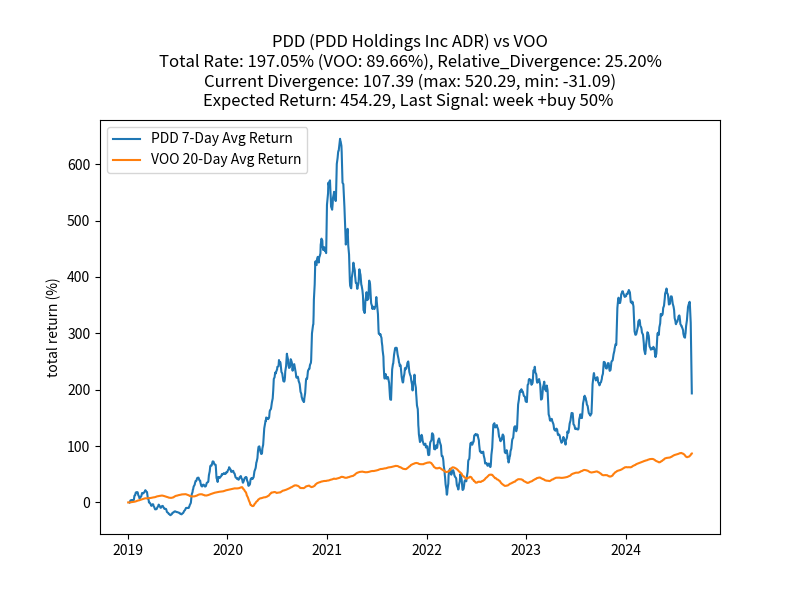 PDD (PDD Holdings Inc ADR) vs VOO
Total Rate: 197.05% (VOO: 89.66%), Relative_Divergence: 25.20%
Current Divergence: 107.39 (max: 520.29, min: -31.09)
Expected Return: 454.29, Last Signal: week +buy 50%
PDD 7-Day Avg Return
VOO 20-Day Avg Return
total return (%)
600
500
400
300
200
100
0
2019 2020 2021 2022 2023 2024